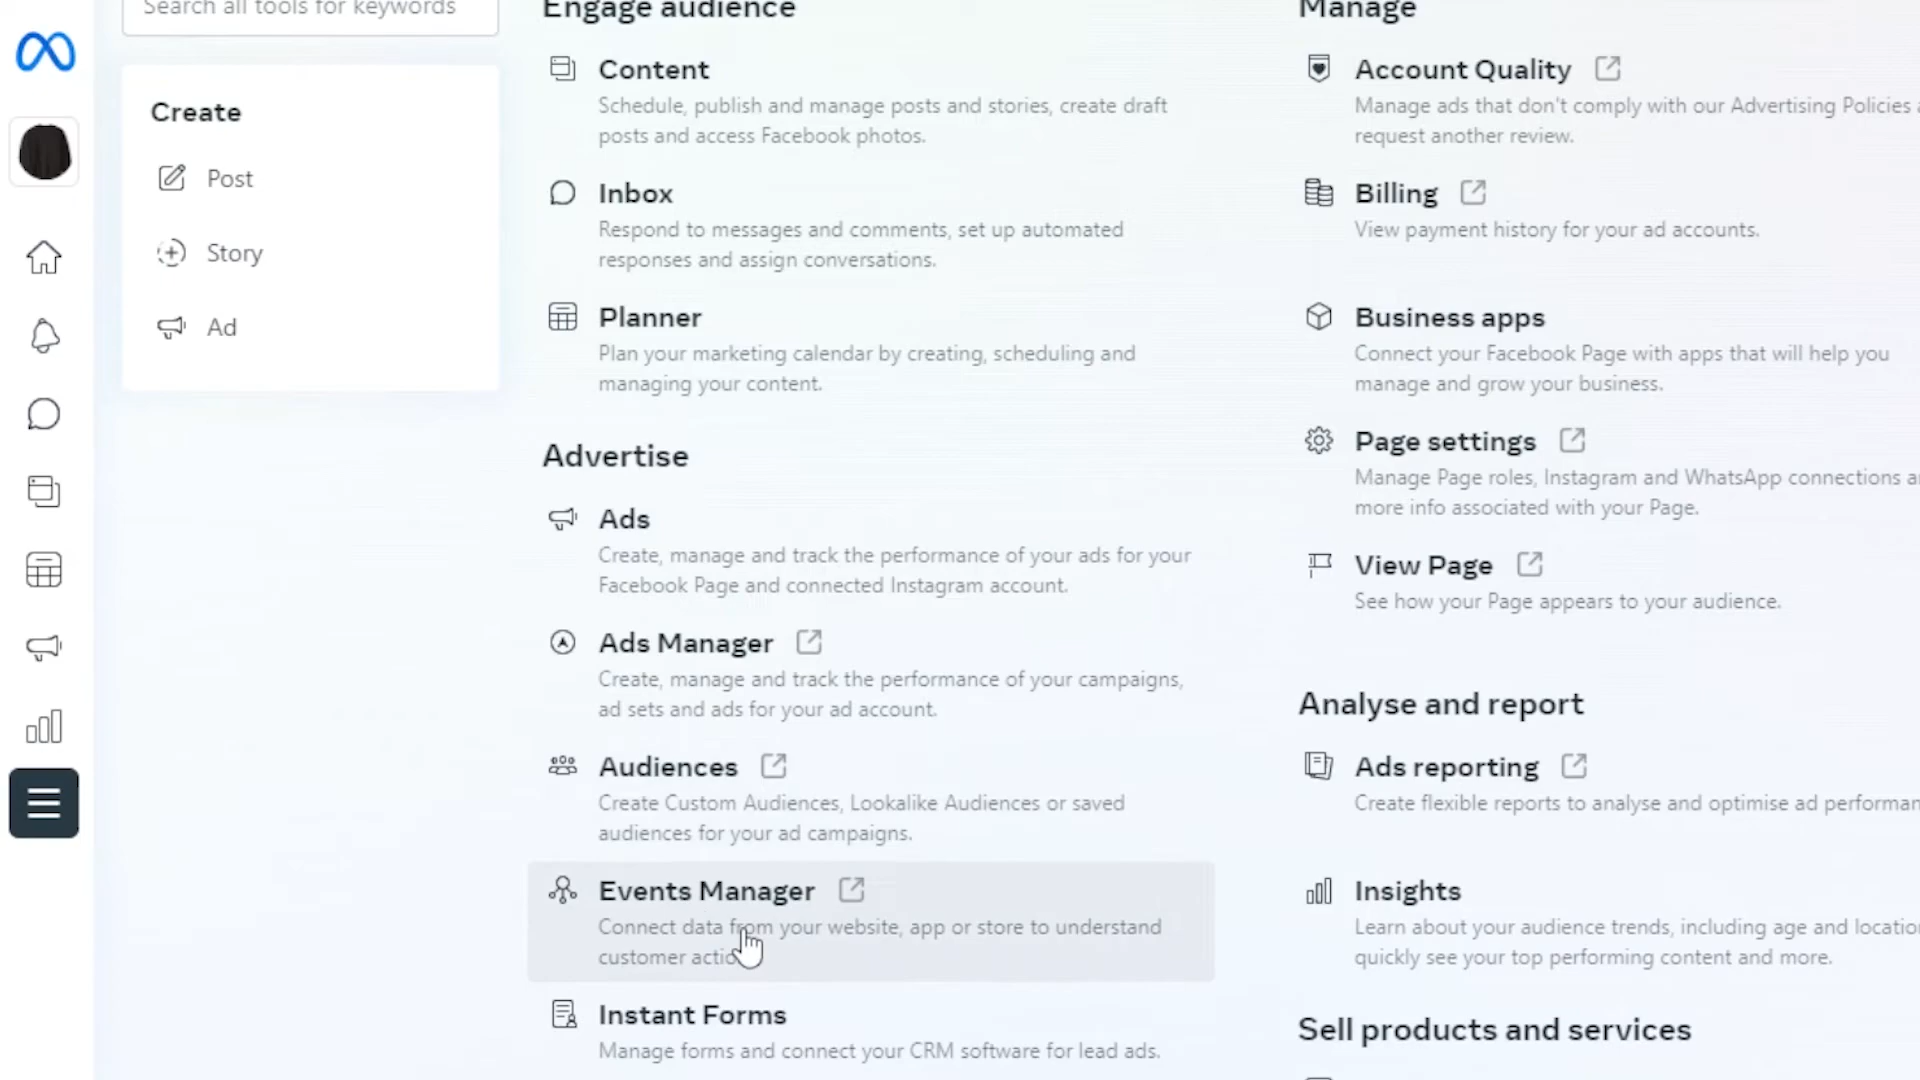 Search all tools for keywords
Create
Post
Story
Ad
Engage audience
Content
Schedule, publish and manage posts and stories, create draft
posts and access Facebook photos.
Inbox
Respond to messages and comments, set up automated
responses and assign conversations.
Planner
Plan your marketing calendar by creating, scheduling and
managing your content.
Advertise
Ads
Create, manage and track the performance of your ads for your
Facebook Page and connected Instagram account.
Ads Manager
Create, manage and track the performance of your campaigns,
ad sets and ads for your ad account.
Audiences
Create Custom Audiences, Lookalike Audiences or saved
audiences for your ad campaigns.
Events Manager
Connect data from your website, app or store to understand
customer
Instant Forms
Manage forms and connect your CRM software for lead ads.
Manage
Account Quality
Manage ads that don't comply with our Advertising Policies
request another review.
Billing
View payment history for your ad accounts.
Business apps
Connect your Facebook Page with apps that will help you
manage and grow your business.
Page settings
Manage Page roles, Instagram and WhatsApp connections
more info associated with your Page.
View Page
See how your Page appears to your audience.
Analyse and report
Ads reporting
Create flexible reports to analyse and optimise ad
Insights
Learn about your audience trends, including age and
quickly see your top performing content and more.
Sell products and services